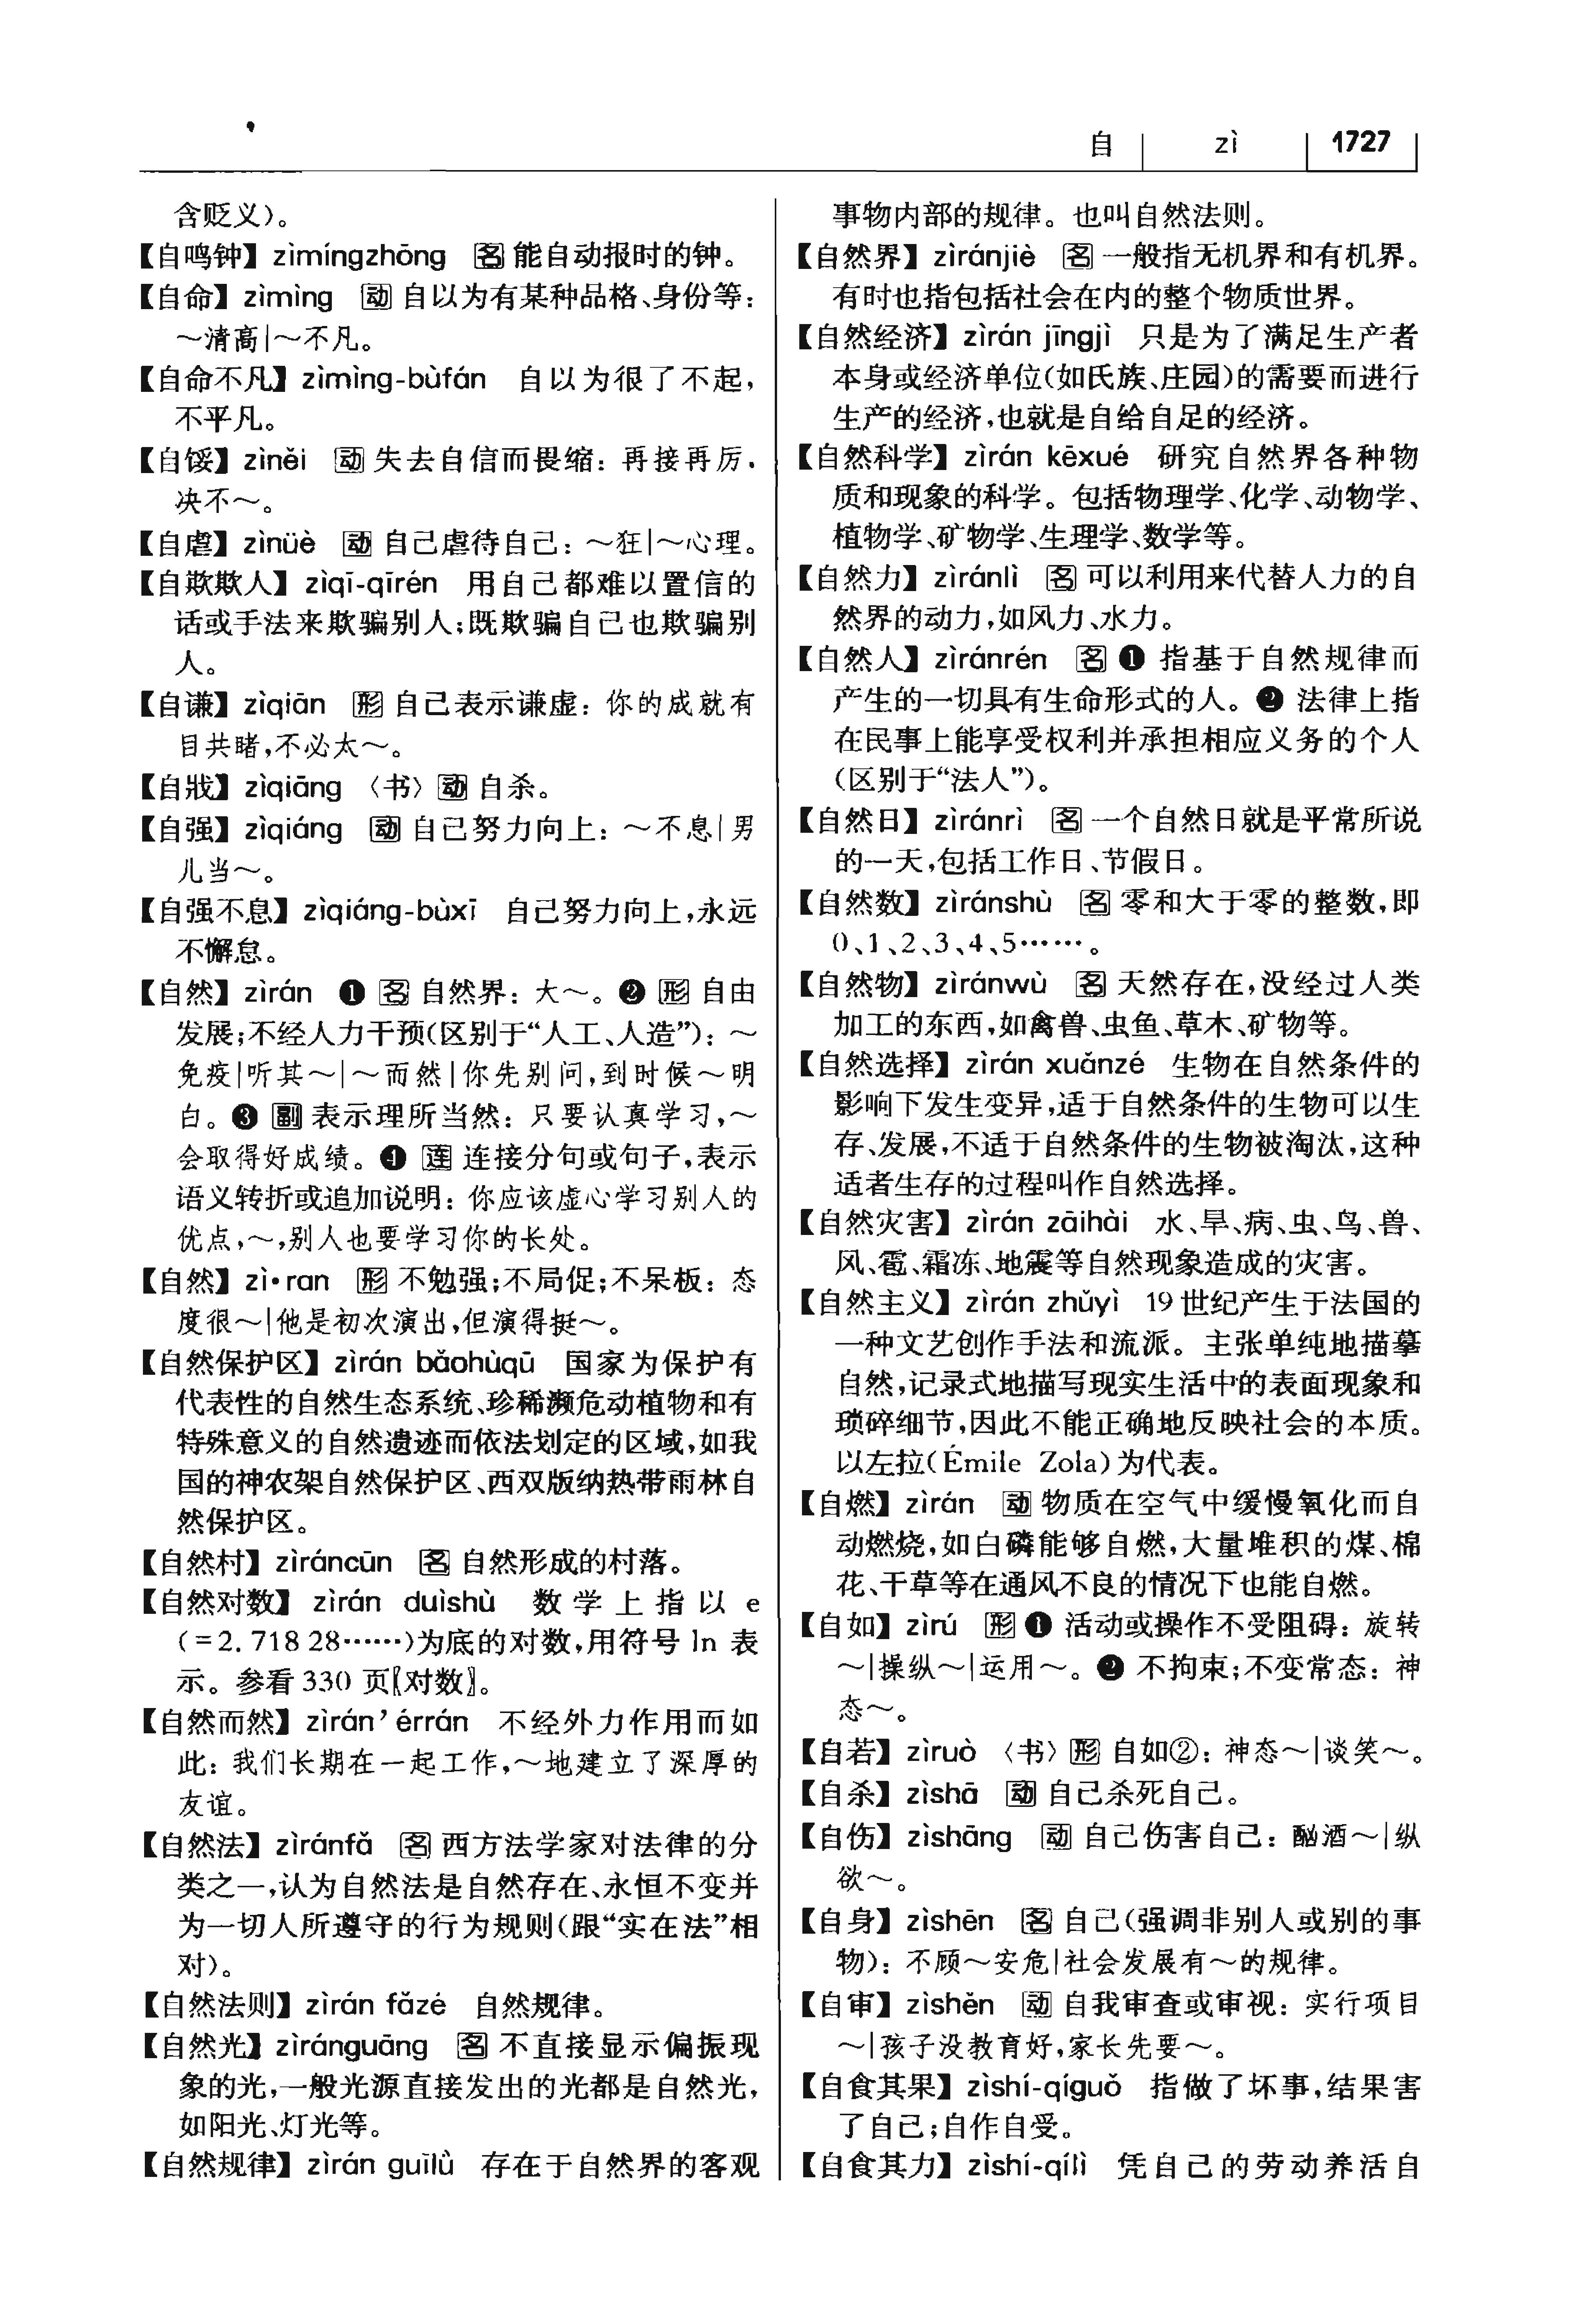 自 zì 1727
含贬义)。
【自鸣钟】 zìmíngzhōng 名 能自动报时的钟。
【自命】 zìmìng 动 自以为有某种品格、身份等：
～清高|～不凡。
【自命不凡】 zìmìng-bùfán 自以为很了不起，
不平凡。
【自馁】 zìněi 动 失去自信而畏缩：再接再厉，
决不～。
【自虐】 zìnüè 动 自己虐待自己：～狂|～心理。
【自欺欺人】 zìqī-qīrén 用自己都难以置信的
话或手法来欺骗别人；既欺骗自己也欺骗别
人。
【自谦】 zìqiān 形 自己表示谦虚：你的成就有
目共睹，不必太～。
【自戕】 zìqiāng 〈书〉 动 自杀。
【自强】 zìqiáng 动 自己努力向上：～不息|男
儿当～。
【自强不息】 zìqiáng-bùxī 自己努力向上，永远
不懈怠。
【自然】 zìrán ❶ 名 自然界：大～。❷ 形 自由
发展；不经人力干预(区别于“人工、人造”)：～
免疫|听其～|～而然|你先别问，到时候～明
白。❸ 副 表示理所当然：只要认真学习，～
会取得好成绩。❹ 连 连接分句或句子，表示
语义转折或追加说明：你应该虚心学习别人的
优点，～，别人也要学习你的长处。
【自然】 zì·ran 形 不勉强；不局促；不呆板：态
度很～|他是初次演出，但演得挺～。
【自然保护区】 zìrán bǎohùqū 国家为保护有
代表性的自然生态系统、珍稀濒危动植物和有
特殊意义的自然遗迹而依法划定的区域，如我
国的神农架自然保护区、西双版纳热带雨林自
然保护区。
【自然村】 zìráncūn 名 自然形成的村落。
【自然对数】 zìrán duìshù 数学上指以 e
(=2.718 28……)为底的对数，用符号 ln 表
示。参看 330 页〖对数〗。
【自然而然】 zìrán’érrán 不经外力作用而如
此：我们长期在一起工作，～地建立了深厚的
友谊。
【自然法】 zìránfǎ 名 西方法学家对法律的分
类之一，认为自然法是自然存在、永恒不变并
为一切人所遵守的行为规则(跟“实在法”相
对)。
【自然法则】 zìrán fǎzé 自然规律。
【自然光】 zìránguāng 名 不直接显示偏振现
象的光，一般光源直接发出的光都是自然光，
如阳光、灯光等。
【自然规律】 zìrán guīlǜ 存在于自然界的客观
事物内部的规律。也叫自然法则。
【自然界】 zìránjiè 名 一般指无机界和有机界。
有时也指包括社会在内的整个物质世界。
【自然经济】 zìrán jīngjì 只是为了满足生产者
本身或经济单位(如氏族、庄园)的需要而进行
生产的经济，也就是自给自足的经济。
【自然科学】 zìrán kēxué 研究自然界各种物
质和现象的科学。包括物理学、化学、动物学、
植物学、矿物学、生理学、数学等。
【自然力】 zìránlì 名 可以利用来代替人力的自
然界的动力，如风力、水力。
【自然人】 zìránrén 名 ❶ 指基于自然规律而
产生的一切具有生命形式的人。❷ 法律上指
在民事上能享受权利并承担相应义务的个人
(区别于“法人”)。
【自然日】 zìránrì 名 一个自然日就是平常所说
的一天，包括工作日、节假日。
【自然数】 zìránshù 名 零和大于零的整数，即
0、1、2、3、4、5……。
【自然物】 zìránwù 名 天然存在，没经过人类
加工的东西，如禽兽、虫鱼、草木、矿物等。
【自然选择】 zìrán xuǎnzé 生物在自然条件的
影响下发生变异，适于自然条件的生物可以生
存、发展，不适于自然条件的生物被淘汰，这种
适者生存的过程叫作自然选择。
【自然灾害】 zìrán zāihài 水、旱、病、虫、鸟、兽、
风、雹、霜冻、地震等自然现象造成的灾害。
【自然主义】 zìrán zhǔyì 19 世纪产生于法国的
一种文艺创作手法和流派。主张单纯地描摹
自然，记录式地描写现实生活中的表面现象和
琐碎细节，因此不能正确地反映社会的本质。
以左拉(Émile Zola)为代表。
【自燃】 zìrán 动 物质在空气中缓慢氧化而自
动燃烧，如白磷能够自燃，大量堆积的煤、棉
花、干草等在通风不良的情况下也能自燃。
【自如】 zìrú 形 ❶ 活动或操作不受阻碍：旋转
～|操纵～|运用～。❷ 不拘束；不变常态：神
态～。
【自若】 zìruò 〈书〉 形 自如②：神态～|谈笑～。
【自杀】 zìshā 动 自己杀死自己。
【自伤】 zìshāng 动 自己伤害自己：酗酒～|纵
欲～。
【自身】 zìshēn 名 自己(强调非别人或别的事
物)：不顾～安危|社会发展有～的规律。
【自审】 zìshěn 动 自我审查或审视：实行项目
～|孩子没教育好，家长先要～。
【自食其果】 zìshí-qíguǒ 指做了坏事，结果害
了自己；自作自受。
【自食其力】 zìshí-qílì 凭自己的劳动养活自